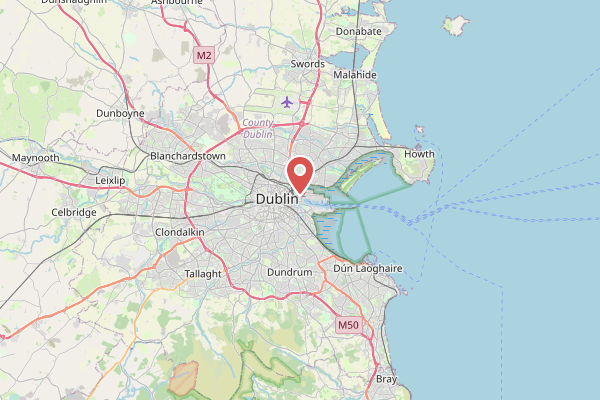 Dunshaughlin
Ashbourne
Donabate
M2
Swords
Malahide
Dunboyne
County
Dublin
Maynooth
Blanchardstown
Howth
Leixlip
Dublin
Celbridge
Clondalkin
Tallaght
Dundrum
Dún Laoghaire
M50
Bray